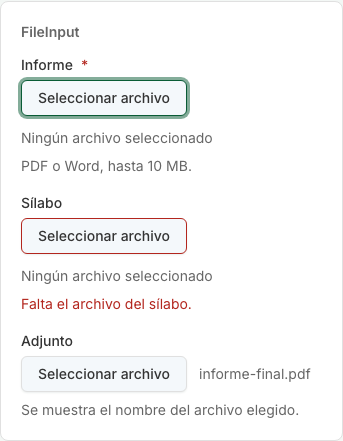 FileInput
Informe *
Seleccionar archivo
Ningún archivo seleccionado
PDF o Word, hasta 10 MB.
Sílabo
Seleccionar archivo
Ningún archivo seleccionado
Falta el archivo del sílabo.
Adjunto
Seleccionar archivo informe-final.pdf
Se muestra el nombre del archivo elegido.